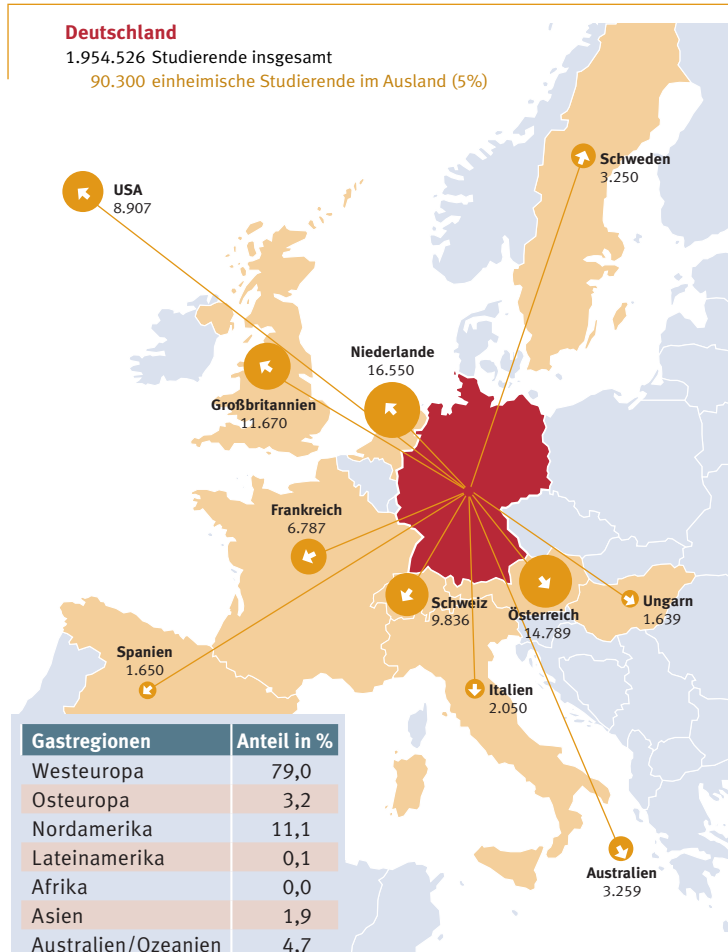 Deutschland
1.954.526 Studierende insgesamt
90.300 einheimische Studierende im Ausland (5%)
Schweden
3.250
USA
8.907
Niederlande
16.550
Großbritannien
11.670
Frankreich
6.787
Schweiz
9.836
Österreich
14.789
Ungarn
1.639
Spanien
1.650
Italien
2.050
Australien
3.259
Gastregionen Anteil in %
Westeuropa 79,0
Osteuropa 3,2
Nordamerika 11,1
Lateinamerika 0,1
Afrika 0,0
Asien 1,9
Australien/Ozeanien 4,7